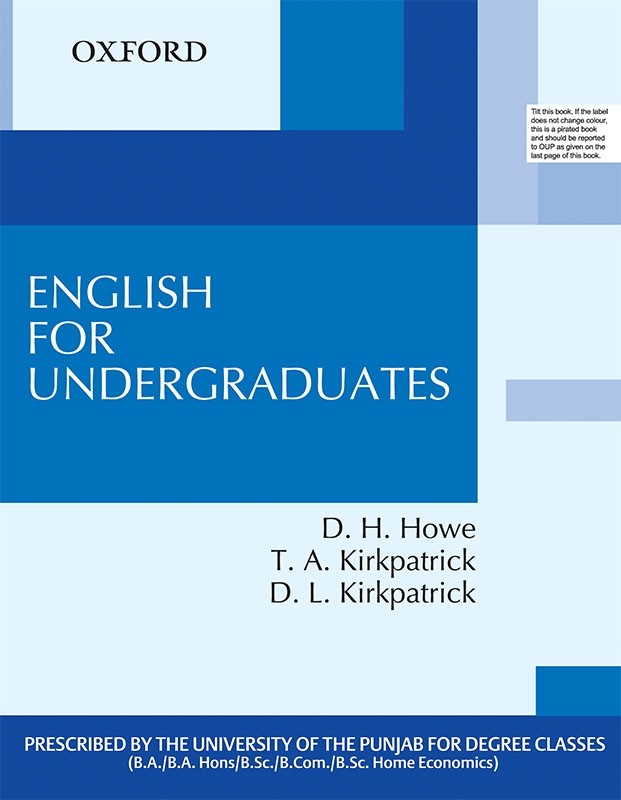 OXFORD
Tilt this book. If the label
does not change colour,
this is a pirated book
and should be reported
to OUP as given on the
last page of this book.
ENGLISH
FOR
UNDERGRADUATES
D. H. Howe
T. A. Kirkpatrick
D. L. Kirkpatrick
PRESCRIBED BY THE UNIVERSITY OF THE PUNJAB FOR DEGREE CLASSES
(B.A./B.A. Hons/B.Sc./B.Com./B.Sc. Home Economics)